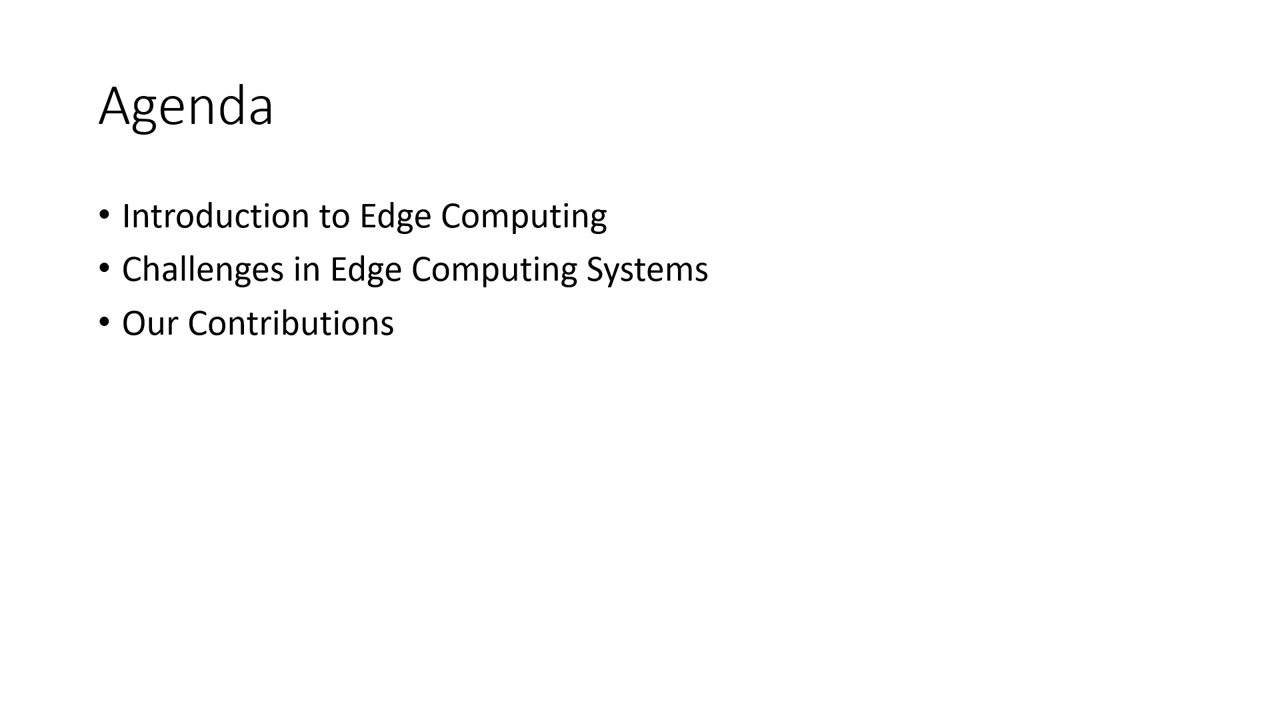 Agenda
• Introduction to Edge Computing
• Challenges in Edge Computing Systems
• Our Contributions